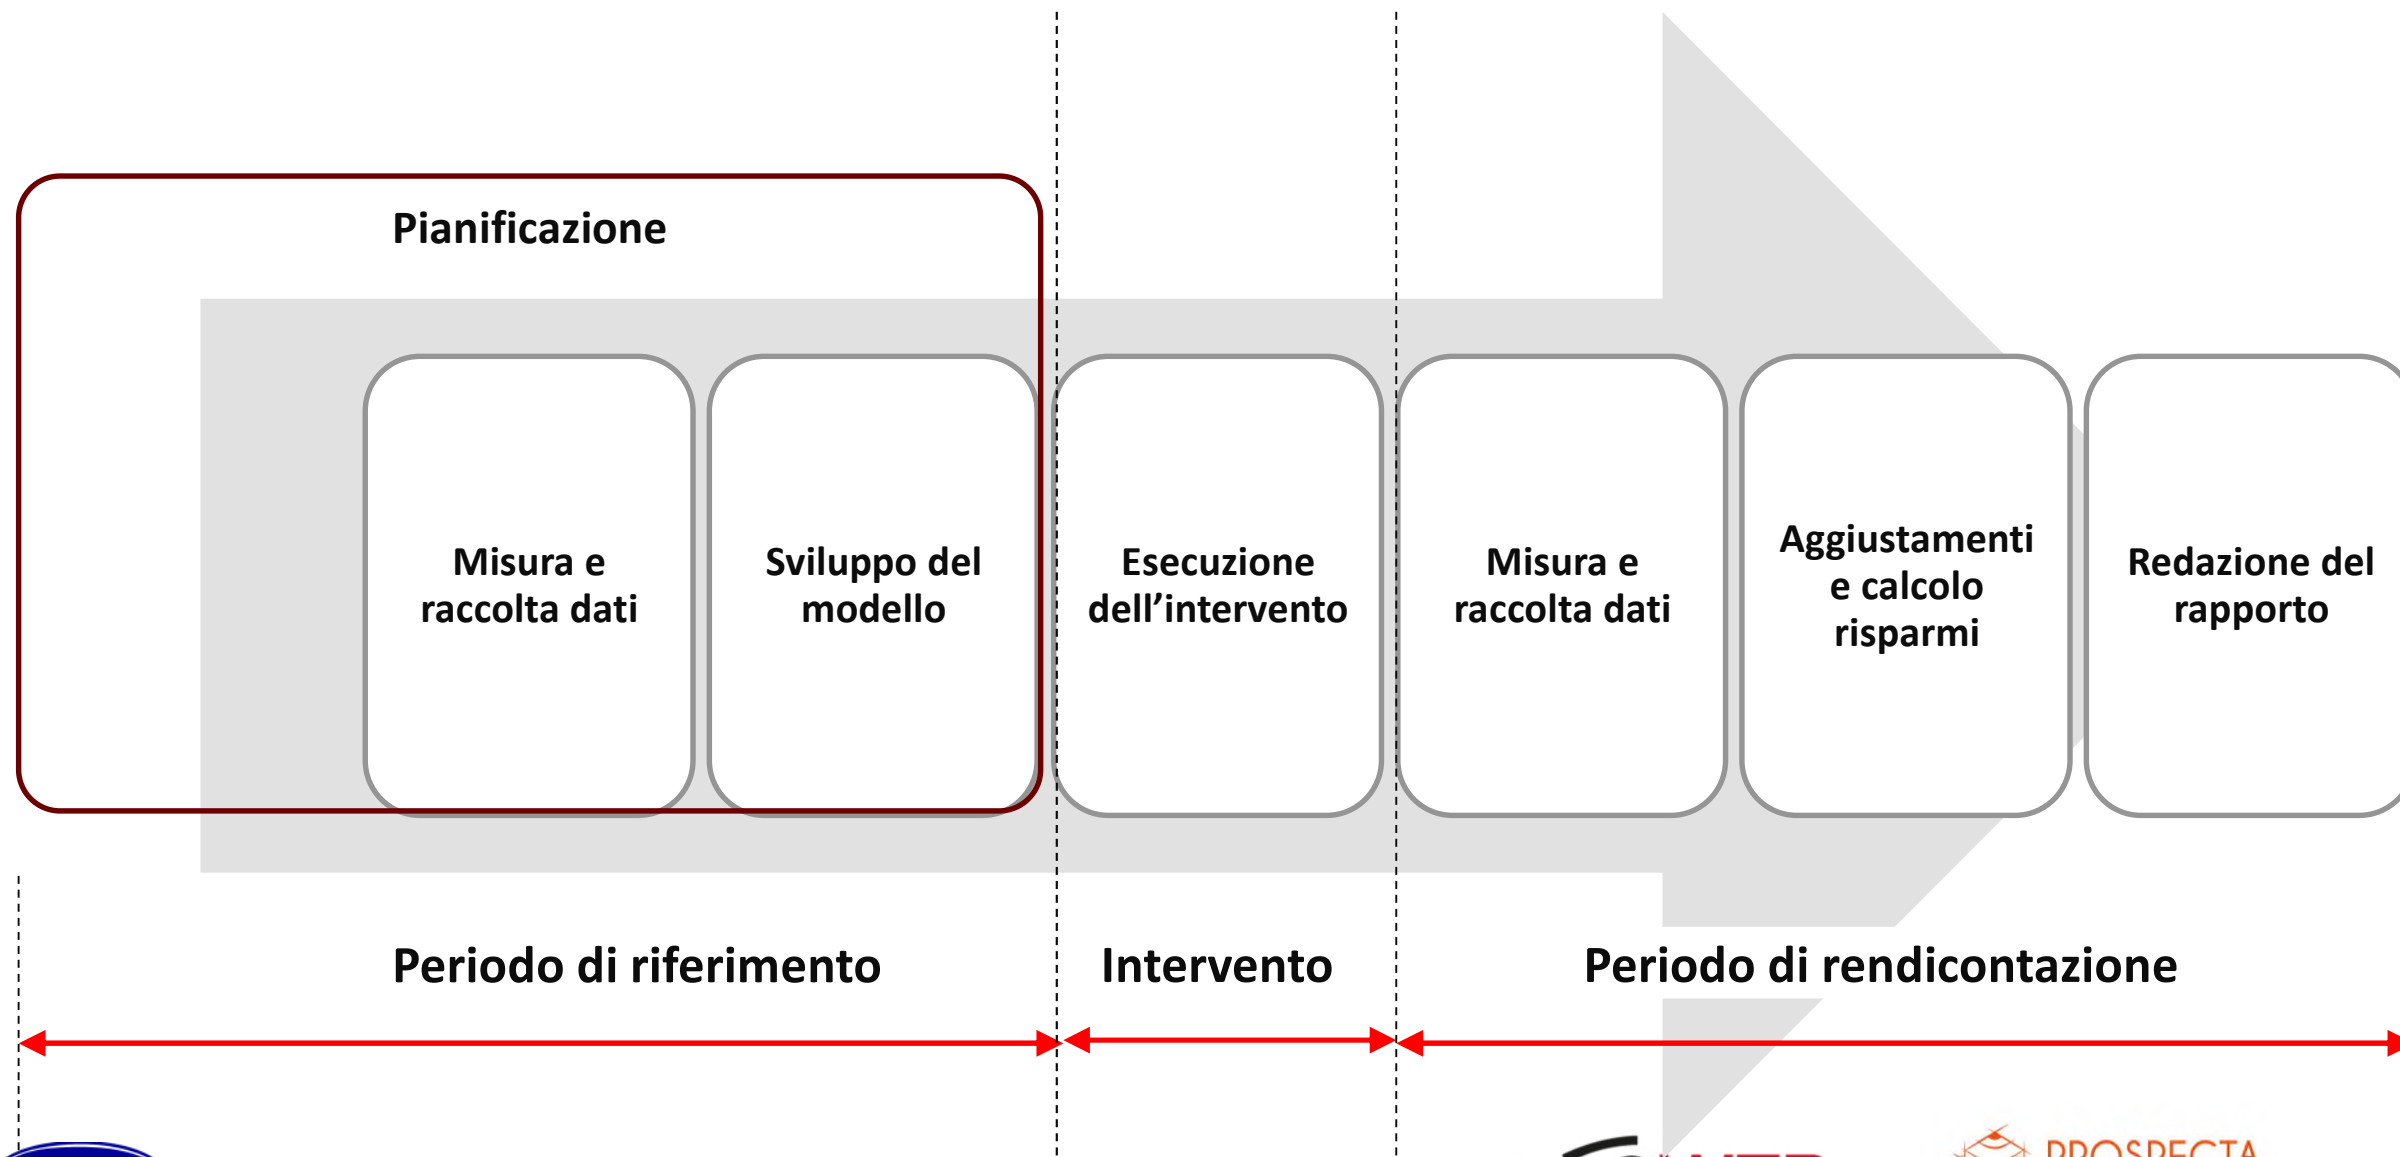 Pianificazione
Misura e
raccolta dati
Sviluppo del
modello
Esecuzione
dell’intervento
Misura e
raccolta dati
Aggiustamenti
e calcolo
risparmi
Redazione del
rapporto
Periodo di riferimento
Intervento
Periodo di rendicontazione
PROSPECTA